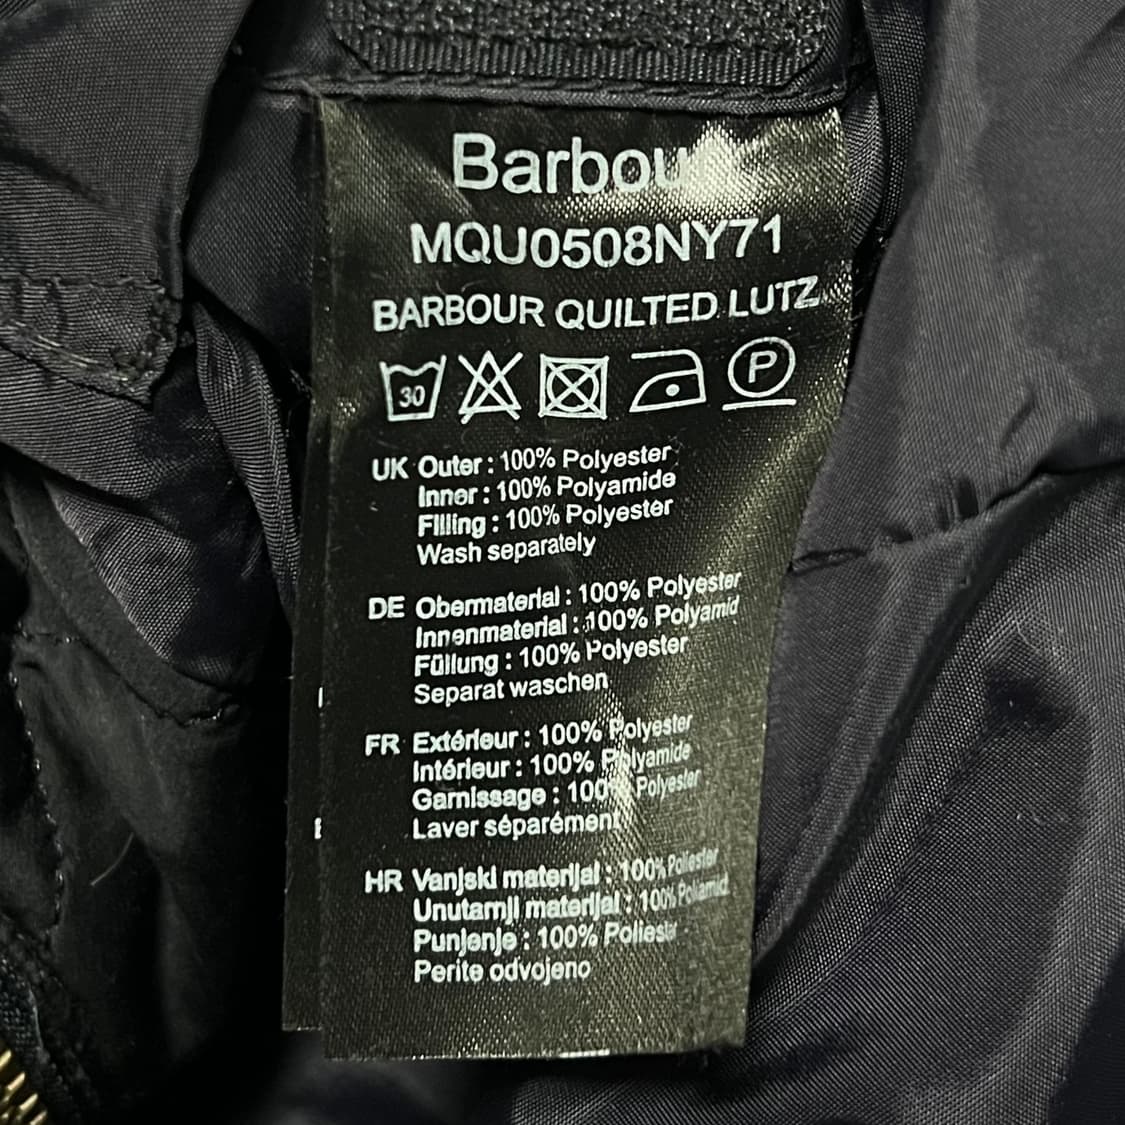 Barbour
MQU0508NY71
BARBOUR QUILTED LUTZ
30 P
UK Outer : 100% Polyester
Inner : 100% Polyamide
Filling : 100% Polyester
Wash separately
DE Obermaterial : 100% Polyester
Innenmaterial : 100% Polyamid
Füllung : 100% Polyester
Separat waschen
FR Extérieur : 100% Polyester
Intérieur : 100% Polyamide
Garnissage : 100% Polyester
Laver séparément
HR Vanjski materijal : 100% Poliester
Unutarnji materijal : 100% Poliamid
Punjenje : 100% Poliestar
Perite odvojeno